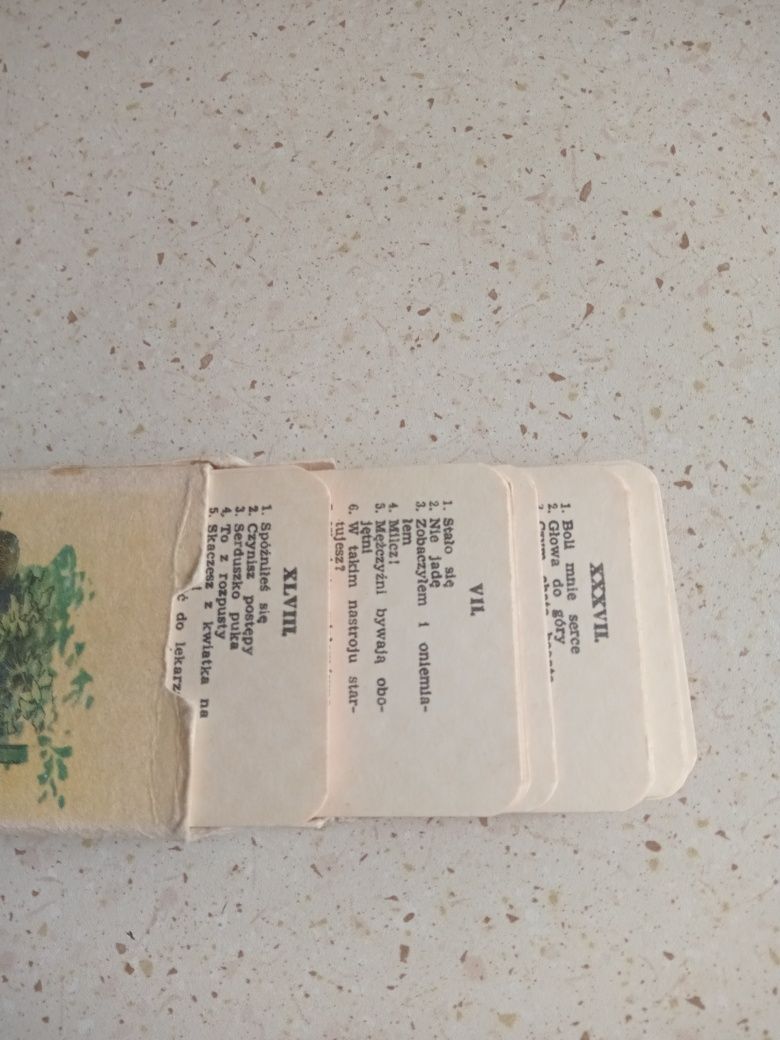 XXXVII.
1. Boli mnie serce
2. Głowa do góry
VII.
1. Stało się
2. Nie jadę
3. Zobaczyłem i oniemia-
łem
4. Milcz!
5. Mężczyźni bywają obo-
jętni
6. W takim nastroju star-
tujesz?
XLVIII.
1. Spóźniłeś się
2. Czynisz postępy
3. Serduszko puka
4. To z rozpusty
5. Skaczesz z kwiatka na
!
ć do lekarz